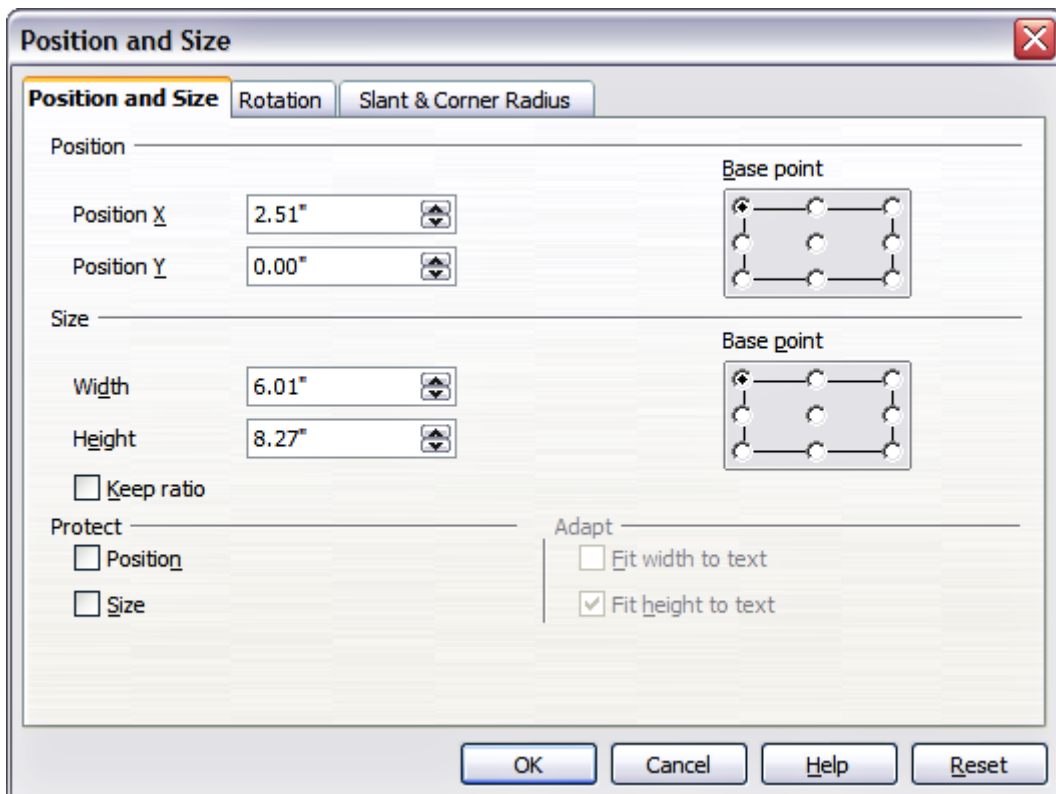 Position and Size
Position and Size Rotation Slant & Corner Radius
Position
Base point
Position X 2.51"
Position Y 0.00"
Size
Base point
Width 6.01"
Height 8.27"
Keep ratio
Protect Adapt
Position Fit width to text
Size Fit height to text
OK Cancel Help Reset